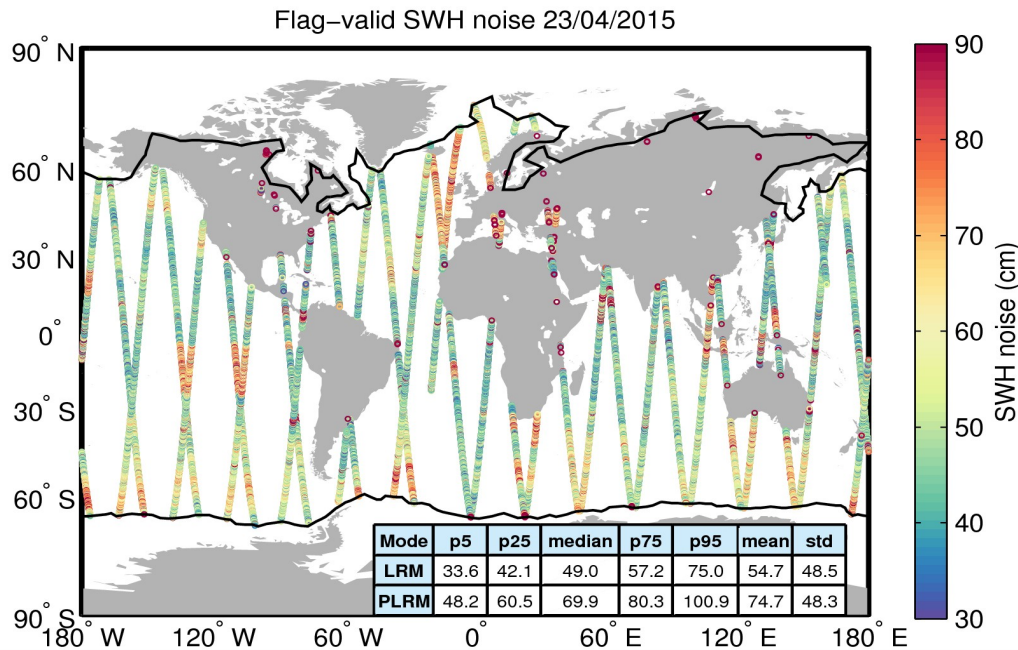 Flag−valid SWH noise 23/04/2015
90° N
60° N
30° N
0°
30° S
60° S
90° S
180° W
120° W
60° W
0°
60° E
120° E
180° E
Mode p5 p25 median p75 p95 mean std
LRM 33.6 42.1 49.0 57.2 75.0 54.7 48.5
PLRM 48.2 60.5 69.9 80.3 100.9 74.7 48.3
90
80
70
60
50
40
30
SWH noise (cm)